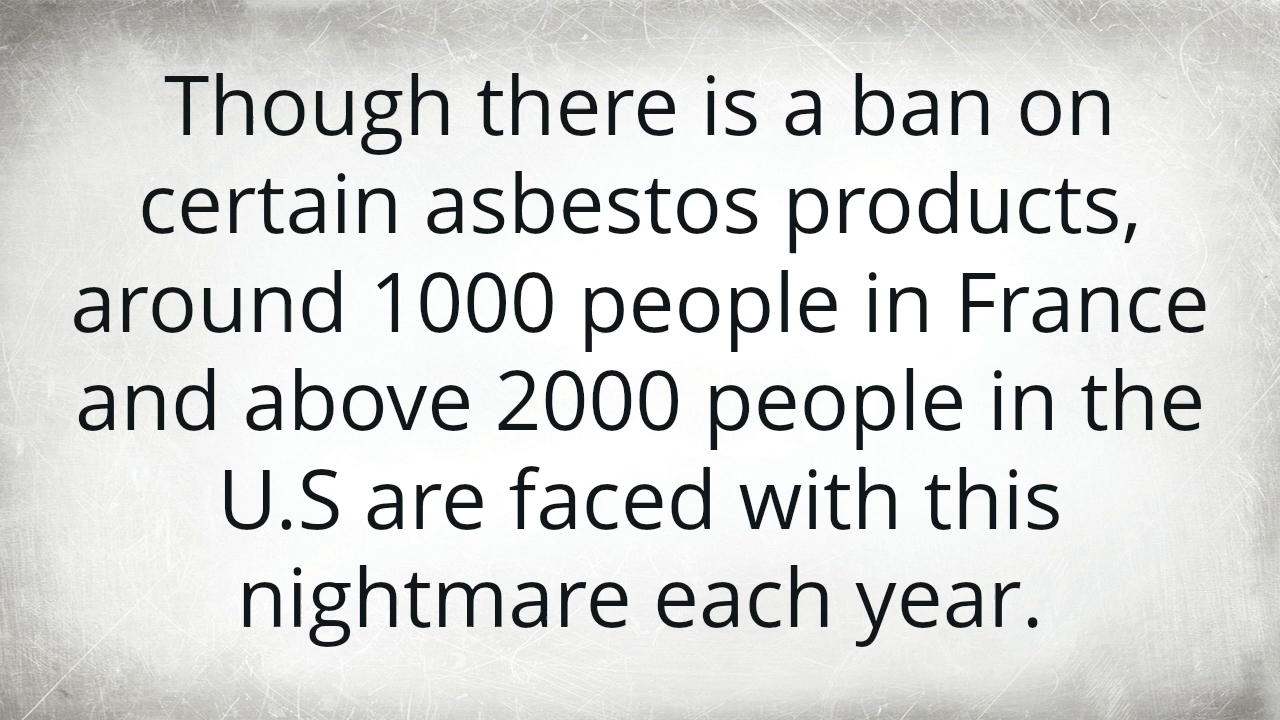 Though there is a ban on
certain asbestos products,
around 1000 people in France
and above 2000 people in the
U.S are faced with this
nightmare each year.